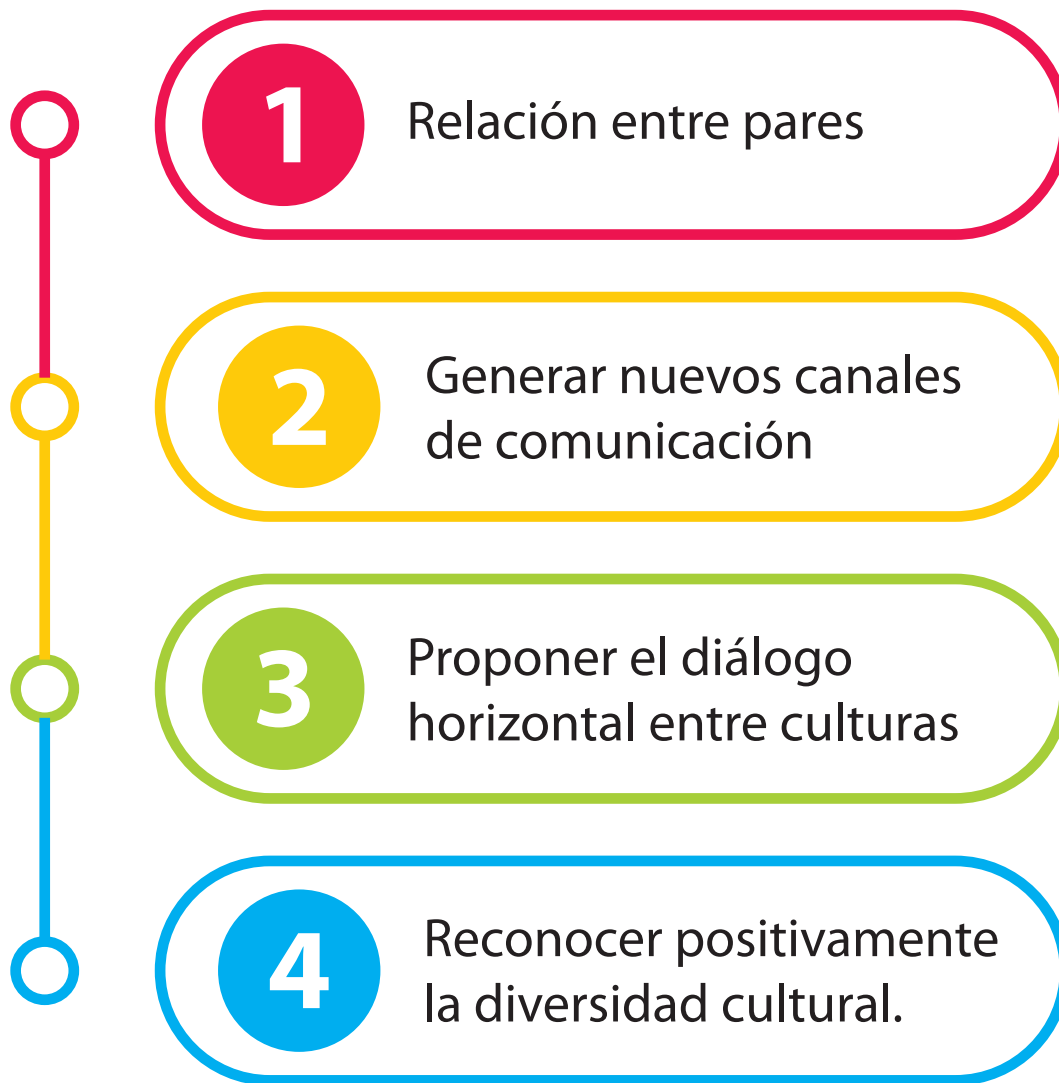 1
Relación entre pares
2
Generar nuevos canales
de comunicación
3
Proponer el diálogo
horizontal entre culturas
4
Reconocer positivamente
la diversidad cultural.